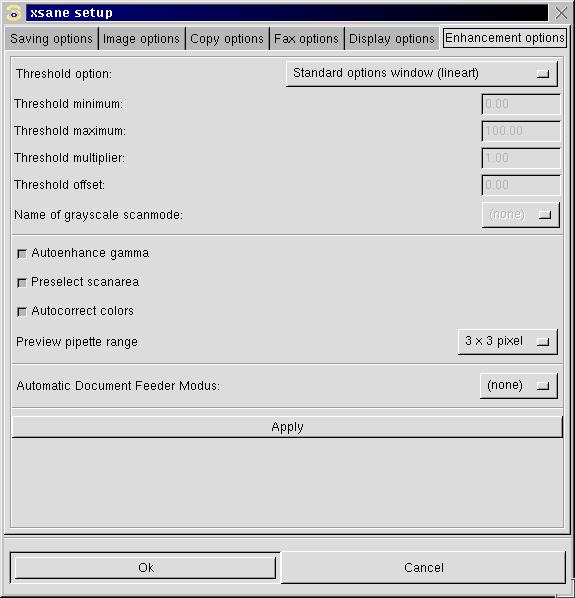 xsane setup
Saving options Image options Copy options Fax options Display options Enhancement options
Threshold option: Standard options window (lineart)
Threshold minimum: 0.00
Threshold maximum: 100.00
Threshold multiplier: 1.00
Threshold offset: 0.00
Name of grayscale scanmode: (none)
Autoenhance gamma
Preselect scanarea
Autocorrect colors
Preview pipette range 3 x 3 pixel
Automatic Document Feeder Modus: (none)
Apply
Ok Cancel